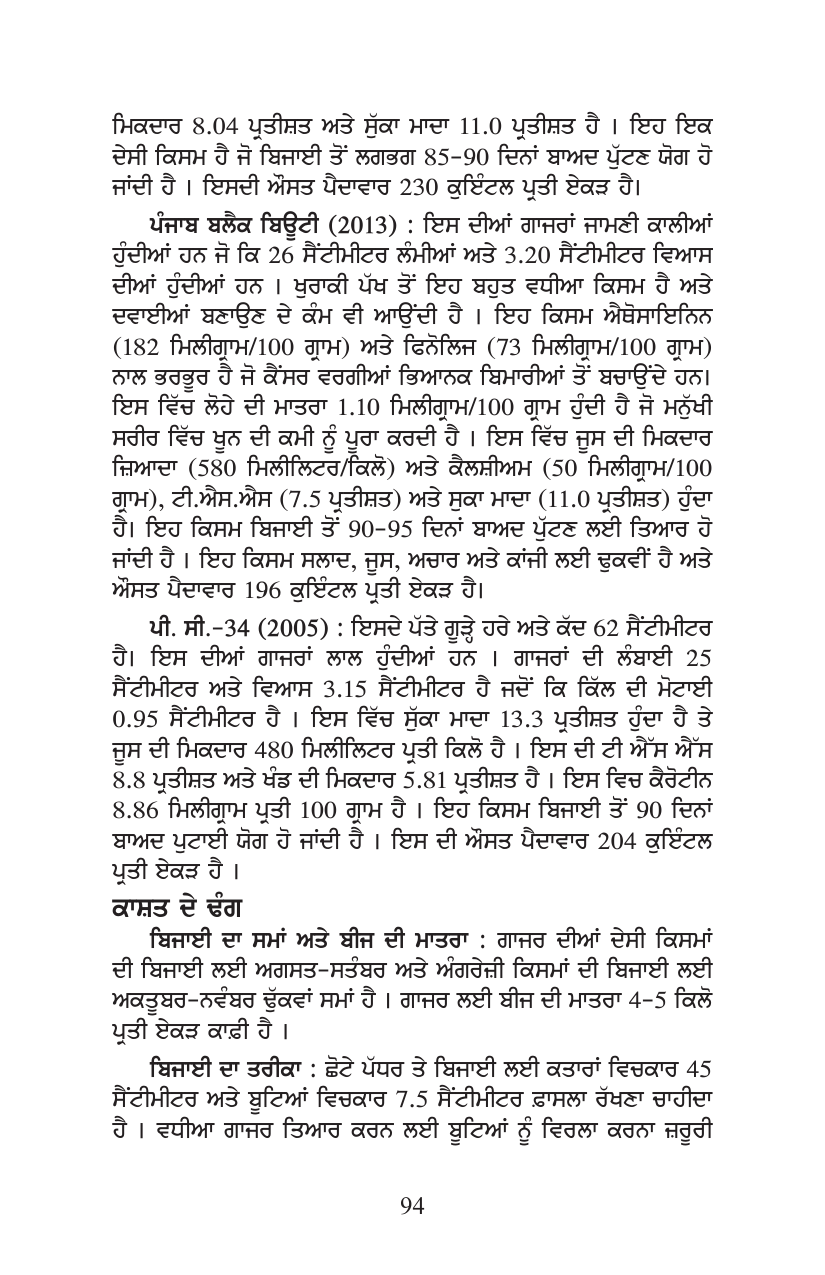 ਮਿਕਦਾਰ 8.04 ਪ੍ਰਤੀਸ਼ਤ ਅਤੇ ਸੁੱਕਾ ਮਾਦਾ 11.0 ਪ੍ਰਤੀਸ਼ਤ ਹੈ । ਇਹ ਇਕ
ਦੇਸੀ ਕਿਸਮ ਹੈ ਜੋ ਬਿਜਾਈ ਤੋਂ ਲਗਭਗ 85-90 ਦਿਨਾਂ ਬਾਅਦ ਪੁੱਟਣ ਯੋਗ ਹੋ
ਜਾਂਦੀ ਹੈ । ਇਸਦੀ ਔਸਤ ਪੈਦਾਵਾਰ 230 ਕੁਇੰਟਲ ਪ੍ਰਤੀ ਏਕੜ ਹੈ।
ਪੰਜਾਬ ਬਲੈਕ ਬਿਊਟੀ (2013) : ਇਸ ਦੀਆਂ ਗਾਜਰਾਂ ਜਾਮਣੀ ਕਾਲੀਆਂ
ਹੁੰਦੀਆਂ ਹਨ ਜੋ ਕਿ 26 ਸੈਂਟੀਮੀਟਰ ਲੰਮੀਆਂ ਅਤੇ 3.20 ਸੈਂਟੀਮੀਟਰ ਵਿਆਸ
ਦੀਆਂ ਹੁੰਦੀਆਂ ਹਨ । ਖੁਰਾਕੀ ਪੱਖ ਤੋਂ ਇਹ ਬਹੁਤ ਵਧੀਆ ਕਿਸਮ ਹੈ ਅਤੇ
ਦਵਾਈਆਂ ਬਣਾਉਣ ਦੇ ਕੰਮ ਵੀ ਆਉਂਦੀ ਹੈ । ਇਹ ਕਿਸਮ ਐਥੋਸਾਇਨਿਨ
(182 ਮਿਲੀਗ੍ਰਾਮ/100 ਗ੍ਰਾਮ) ਅਤੇ ਫਿਨੋਲਿਜ (73 ਮਿਲੀਗ੍ਰਾਮ/100 ਗ੍ਰਾਮ)
ਨਾਲ ਭਰਭੂਰ ਹੈ ਜੋ ਕੈਂਸਰ ਵਰਗੀਆਂ ਭਿਆਨਕ ਬਿਮਾਰੀਆਂ ਤੋਂ ਬਚਾਉਂਦੇ ਹਨ।
ਇਸ ਵਿੱਚ ਲੋਹੇ ਦੀ ਮਾਤਰਾ 1.10 ਮਿਲੀਗ੍ਰਾਮ/100 ਗ੍ਰਾਮ ਹੁੰਦੀ ਹੈ ਜੋ ਮਨੁੱਖੀ
ਸਰੀਰ ਵਿੱਚ ਖੂਨ ਦੀ ਕਮੀ ਨੂੰ ਪੂਰਾ ਕਰਦੀ ਹੈ । ਇਸ ਵਿੱਚ ਜੂਸ ਦੀ ਮਿਕਦਾਰ
ਜ਼ਿਆਦਾ (580 ਮਿਲੀਲਿਟਰ/ਕਿਲੋ) ਅਤੇ ਕੈਲਸ਼ੀਅਮ (50 ਮਿਲੀਗ੍ਰਾਮ/100
ਗ੍ਰਾਮ), ਟੀ.ਐਸ.ਐਸ (7.5 ਪ੍ਰਤੀਸ਼ਤ) ਅਤੇ ਸੁਕਾ ਮਾਦਾ (11.0 ਪ੍ਰਤੀਸ਼ਤ) ਹੁੰਦਾ
ਹੈ। ਇਹ ਕਿਸਮ ਬਿਜਾਈ ਤੋਂ 90-95 ਦਿਨਾਂ ਬਾਅਦ ਪੁੱਟਣ ਲਈ ਤਿਆਰ ਹੋ
ਜਾਂਦੀ ਹੈ । ਇਹ ਕਿਸਮ ਸਲਾਦ, ਜੂਸ, ਅਚਾਰ ਅਤੇ ਕਾਂਜੀ ਲਈ ਢੁਕਵੀਂ ਹੈ ਅਤੇ
ਔਸਤ ਪੈਦਾਵਾਰ 196 ਕੁਇੰਟਲ ਪ੍ਰਤੀ ਏਕੜ ਹੈ।
ਪੀ. ਸੀ.-34 (2005) : ਇਸਦੇ ਪੱਤੇ ਗੂੜ੍ਹੇ ਹਰੇ ਅਤੇ ਕੱਦ 62 ਸੈਂਟੀਮੀਟਰ
ਹੈ। ਇਸ ਦੀਆਂ ਗਾਜਰਾਂ ਲਾਲ ਹੁੰਦੀਆਂ ਹਨ । ਗਾਜਰਾਂ ਦੀ ਲੰਬਾਈ 25
ਸੈਂਟੀਮੀਟਰ ਅਤੇ ਵਿਆਸ 3.15 ਸੈਂਟੀਮੀਟਰ ਹੈ ਜਦੋਂ ਕਿ ਕਿੱਲ ਦੀ ਮੋਟਾਈ
0.95 ਸੈਂਟੀਮੀਟਰ ਹੈ । ਇਸ ਵਿੱਚ ਸੁੱਕਾ ਮਾਦਾ 13.3 ਪ੍ਰਤੀਸ਼ਤ ਹੁੰਦਾ ਹੈ ਤੇ
ਜੂਸ ਦੀ ਮਿਕਦਾਰ 480 ਮਿਲੀਲਿਟਰ ਪ੍ਰਤੀ ਕਿਲੋ ਹੈ । ਇਸ ਦੀ ਟੀ ਐੱਸ ਐੱਸ
8.8 ਪ੍ਰਤੀਸ਼ਤ ਅਤੇ ਖੰਡ ਦੀ ਮਿਕਦਾਰ 5.81 ਪ੍ਰਤੀਸ਼ਤ ਹੈ । ਇਸ ਵਿਚ ਕੈਰੋਟੀਨ
8.86 ਮਿਲੀਗ੍ਰਾਮ ਪ੍ਰਤੀ 100 ਗ੍ਰਾਮ ਹੈ । ਇਹ ਕਿਸਮ ਬਿਜਾਈ ਤੋਂ 90 ਦਿਨਾਂ
ਬਾਅਦ ਪੁਟਾਈ ਯੋਗ ਹੋ ਜਾਂਦੀ ਹੈ । ਇਸ ਦੀ ਔਸਤ ਪੈਦਾਵਾਰ 204 ਕੁਇੰਟਲ
ਪ੍ਰਤੀ ਏਕੜ ਹੈ ।
ਕਾਸ਼ਤ ਦੇ ਢੰਗ
ਬਿਜਾਈ ਦਾ ਸਮਾਂ ਅਤੇ ਬੀਜ ਦੀ ਮਾਤਰਾ : ਗਾਜਰ ਦੀਆਂ ਦੇਸੀ ਕਿਸਮਾਂ
ਦੀ ਬਿਜਾਈ ਲਈ ਅਗਸਤ-ਸਤੰਬਰ ਅਤੇ ਅੰਗਰੇਜ਼ੀ ਕਿਸਮਾਂ ਦੀ ਬਿਜਾਈ ਲਈ
ਅਕਤੂਬਰ-ਨਵੰਬਰ ਢੁੱਕਵਾਂ ਸਮਾਂ ਹੈ । ਗਾਜਰ ਲਈ ਬੀਜ ਦੀ ਮਾਤਰਾ 4-5 ਕਿਲੋ
ਪ੍ਰਤੀ ਏਕੜ ਕਾਫ਼ੀ ਹੈ ।
ਬਿਜਾਈ ਦਾ ਤਰੀਕਾ : ਛੋਟੇ ਪੱਧਰ ਤੇ ਬਿਜਾਈ ਲਈ ਕਤਾਰਾਂ ਵਿਚਕਾਰ 45
ਸੈਂਟੀਮੀਟਰ ਅਤੇ ਬੂਟਿਆਂ ਵਿਚਕਾਰ 7.5 ਸੈਂਟੀਮੀਟਰ ਫ਼ਾਸਲਾ ਰੱਖਣਾ ਚਾਹੀਦਾ
ਹੈ । ਵਧੀਆ ਗਾਜਰ ਤਿਆਰ ਕਰਨ ਲਈ ਬੂਟਿਆਂ ਨੂੰ ਵਿਰਲਾ ਕਰਨਾ ਜ਼ਰੂਰੀ
94